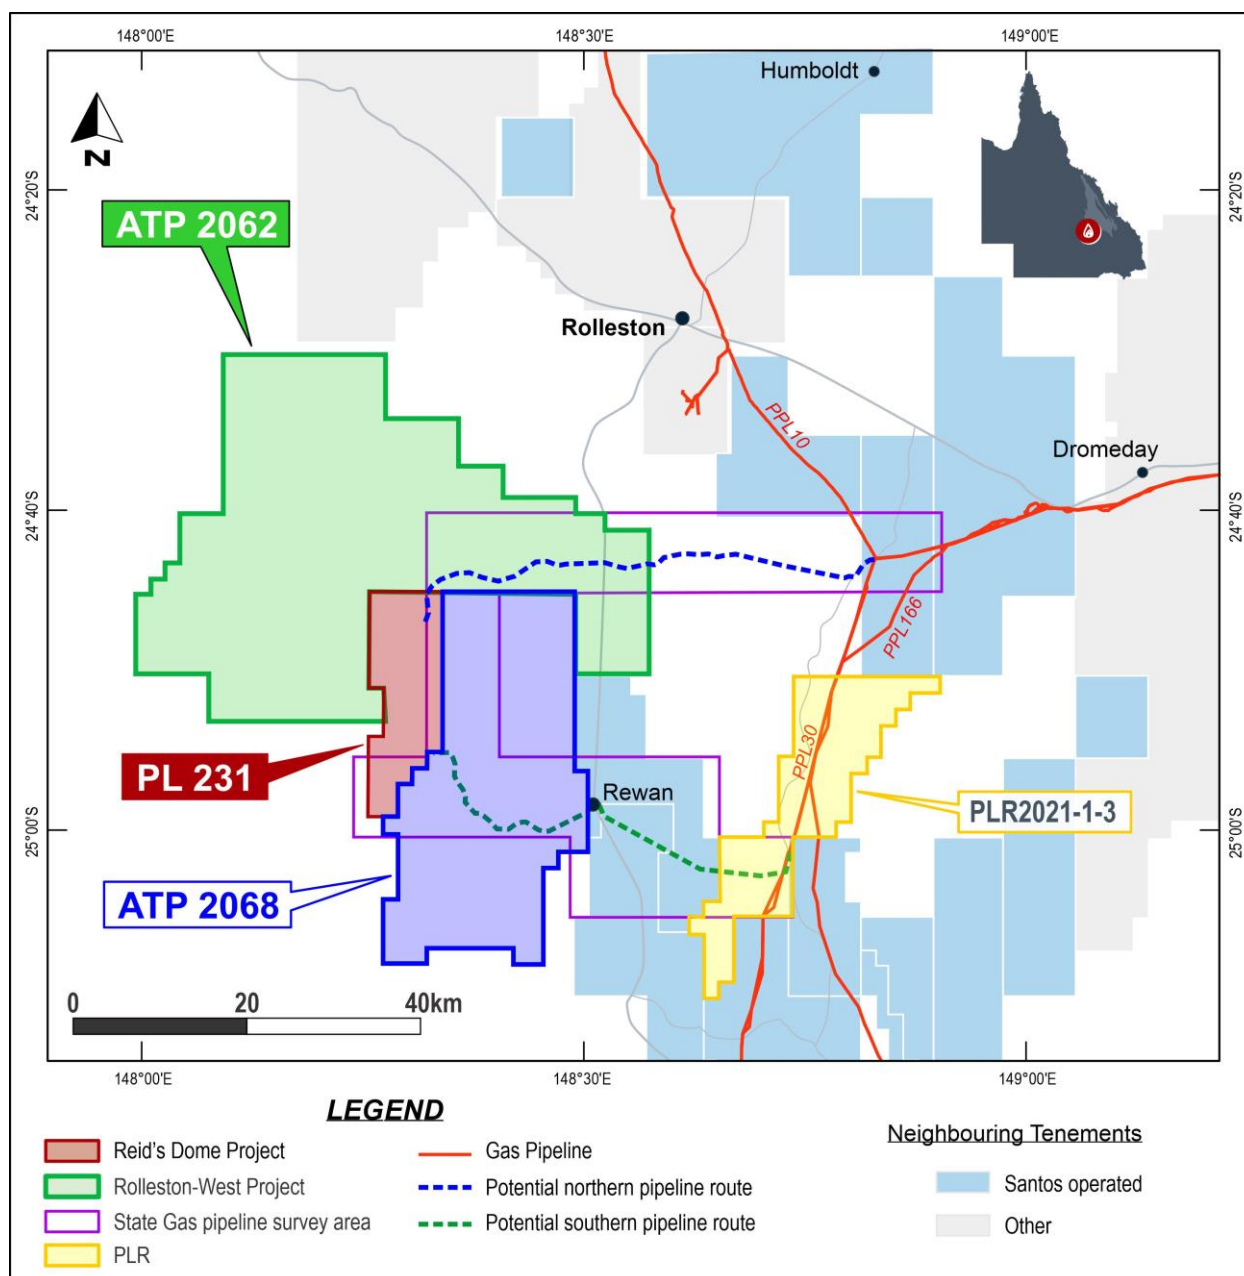 148°00'E
148°30'E
149°00'E
Humboldt
N
24°20'S
24°20'S
ATP 2062
Rolleston
PPL10
Dromeday
24°40'S
24°40'S
PPL166
PL 231
PPL30
Rewan
PLR2021-1-3
25°00'S
25°00'S
ATP 2068
0
20
40km
148°00'E
148°30'E
149°00'E
LEGEND
Reid's Dome Project
Rolleston-West Project
State Gas pipeline survey area
PLR
Gas Pipeline
Potential northern pipeline route
Potential southern pipeline route
Neighbouring Tenements
Santos operated
Other